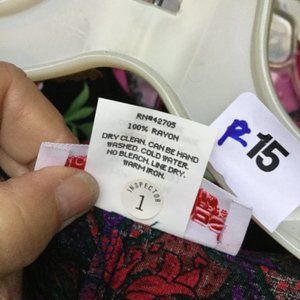 RN#42705
100% RAYON
DRY CLEAN. CAN BE HAND
WASHED. COLD WATER.
NO BLEACH. LINE DRY.
WARM IRON.
INSPECTOR
1
R 15